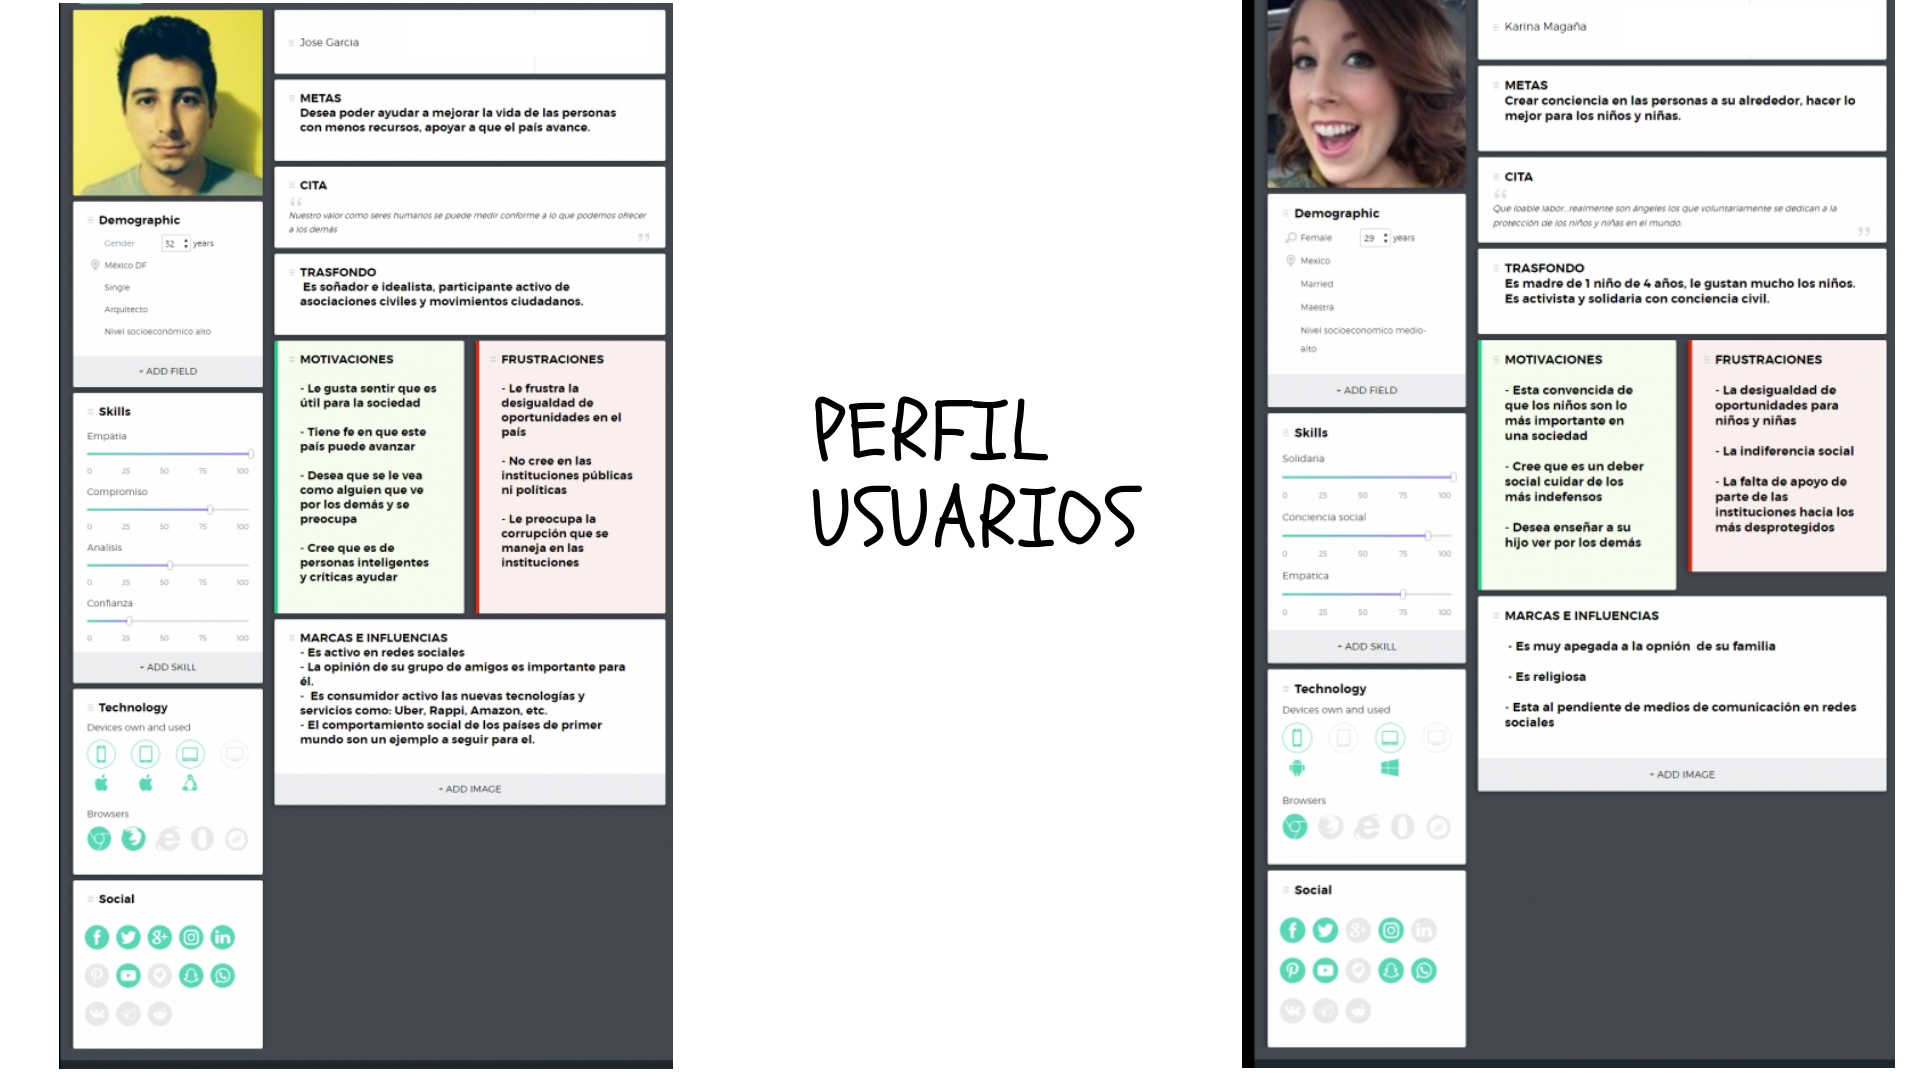 Jose Garcia
METAS
Desea poder ayudar a mejorar la vida de las personas
con menos recursos, apoyar a que el país avance.
CITA
“
Nuestro valor como seres humanos se puede medir conforme a lo que podemos ofrecer
a los demás
”
TRASFONDO
Es soñador e idealista, participante activo de
asociaciones civiles y movimientos ciudadanos.
Demographic
Gender 32 years
México DF
Single
Arquitecto
Nivel socioeconómico alto
+ ADD FIELD
Skills
Empatia
0 25 50 75 100
Compromiso
0 25 50 75 100
Analisis
0 25 50 75 100
Confianza
0 25 50 75 100
+ ADD SKILL
Technology
Devices own and used
Browsers
Social
MOTIVACIONES
- Le gusta sentir que es
útil para la sociedad
- Tiene fe en que este
país puede avanzar
- Desea que se le vea
como alguien que ve
por los demás y se
preocupa
- Cree que es de
personas inteligentes
y críticas ayudar
FRUSTRACIONES
- Le frustra la
desigualdad de
oportunidades en el
país
- No cree en las
instituciones públicas
ni políticas
- Le preocupa la
corrupción que se
maneja en las
instituciones
MARCAS E INFLUENCIAS
- Es activo en redes sociales
- La opinión de su grupo de amigos es importante para
él.
- Es consumidor activo las nuevas tecnologías y
servicios como: Uber, Rappi, Amazon, etc.
- El comportamiento social de los países de primer
mundo son un ejemplo a seguir para el.
+ ADD IMAGE
PERFIL
USUARIOS
Karina Magaña
METAS
Crear conciencia en las personas a su alrededor, hacer lo
mejor para los niños y niñas.
CITA
“
Que loable labor...realmente son ángeles los que voluntariamente se dedican a la
protección de los niños y niñas en el mundo.
”
TRASFONDO
Es madre de 1 niño de 4 años, le gustan mucho los niños.
Es activista y solidaria con conciencia civil.
Demographic
Female 29 years
Mexico
Married
Maestra
Nivel socioeconomico medio-
alto
+ ADD FIELD
Skills
Solidaria
0 25 50 75 100
Conciencia social
0 25 50 75 100
Empatica
0 25 50 75 100
+ ADD SKILL
Technology
Devices own and used
Browsers
Social
MOTIVACIONES
- Esta convencida de
que los niños son lo
más importante en
una sociedad
- Cree que es un deber
social cuidar de los
más indefensos
- Desea enseñar a su
hijo ver por los demás
FRUSTRACIONES
- La desigualdad de
oportunidades para
niños y niñas
- La indiferencia social
- La falta de apoyo de
parte de las
instituciones hacia los
más desprotegidos
MARCAS E INFLUENCIAS
- Es muy apegada a la opnión de su familia
- Es religiosa
- Esta al pendiente de medios de comunicación en redes
sociales
+ ADD IMAGE